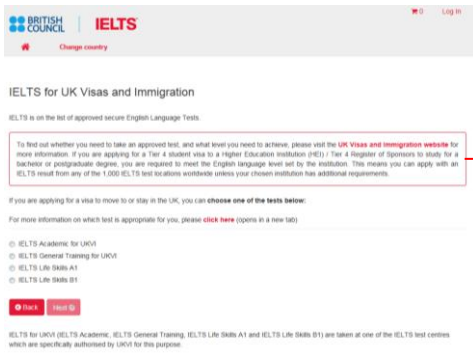 0 Log In
BRITISH COUNCIL IELTS
Change country
IELTS for UK Visas and Immigration
IELTS is on the list of approved secure English Language Tests.
To find out whether you need to take an approved test, and what level you need to achieve, please visit the UK Visas and Immigration website for
more information. If you are applying for a Tier 4 student visa to a Higher Education Institution (HEI) / Tier 4 Register of Sponsors to study for a
bachelor or postgraduate degree, you are required to meet the English language level set by the institution. This means you can apply with an
IELTS result from any of the 1,000 IELTS test locations worldwide unless your chosen institution has additional requirements.
If you are applying for a visa to move to or stay in the UK, you can choose one of the tests below:
For more information on which test is appropriate for you, please click here (opens in a new tab)
IELTS Academic for UKVI
IELTS General Training for UKVI
IELTS Life Skills A1
IELTS Life Skills B1
Back Next
IELTS for UKVI (IELTS Academic, IELTS General Training, IELTS Life Skills A1 and IELTS Life Skills B1) are taken at one of the IELTS test centres
which are specifically authorised by UKVI for this purpose.